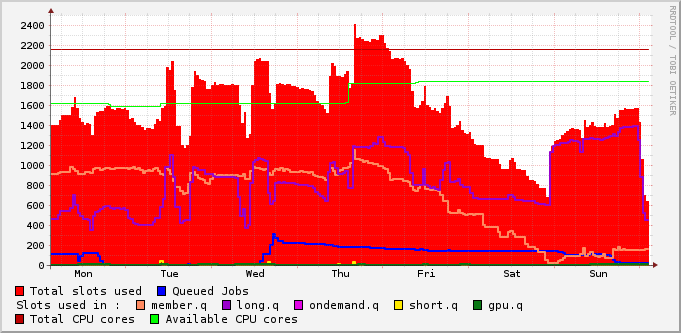 2400
2200
2000
1800
1600
1400
1200
1000
800
600
400
200
0
Mon Tue Wed Thu Fri Sat Sun
RRDTOOL / TOBI OETIKER
Total slots used Queued Jobs
Slots used in : member.q long.q ondemand.q short.q gpu.q
Total CPU cores Available CPU cores